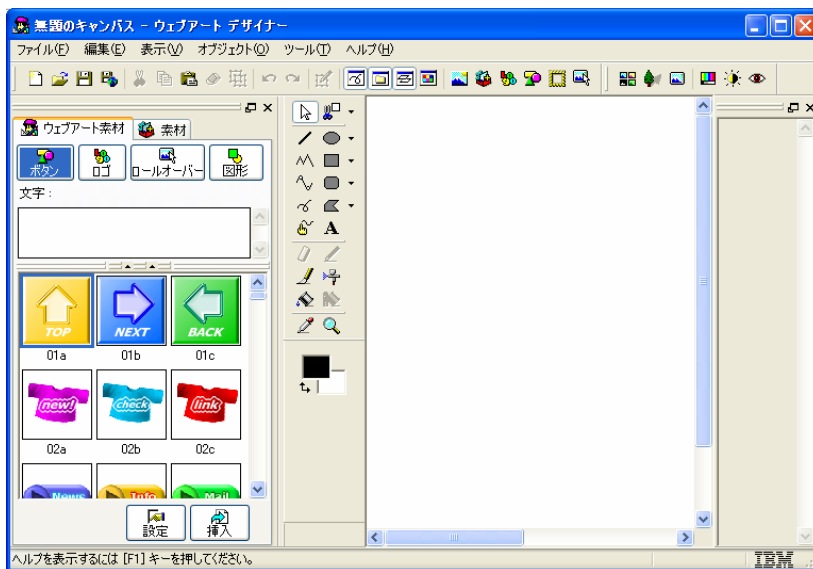 無題のキャンバス - ウェブアート デザイナー
ファイル(F) 編集(E) 表示(V) オブジェクト(O) ツール(T) ヘルプ(H)
ウェブアート素材 素材
ボタン ロゴ ロールオーバー 図形
文字:
TOP NEXT BACK
01a 01b 01c
new! check link
02a 02b 02c
News Info Mail
設定 挿入
A
ヘルプを表示するには [F1] キーを押してください。
IBM